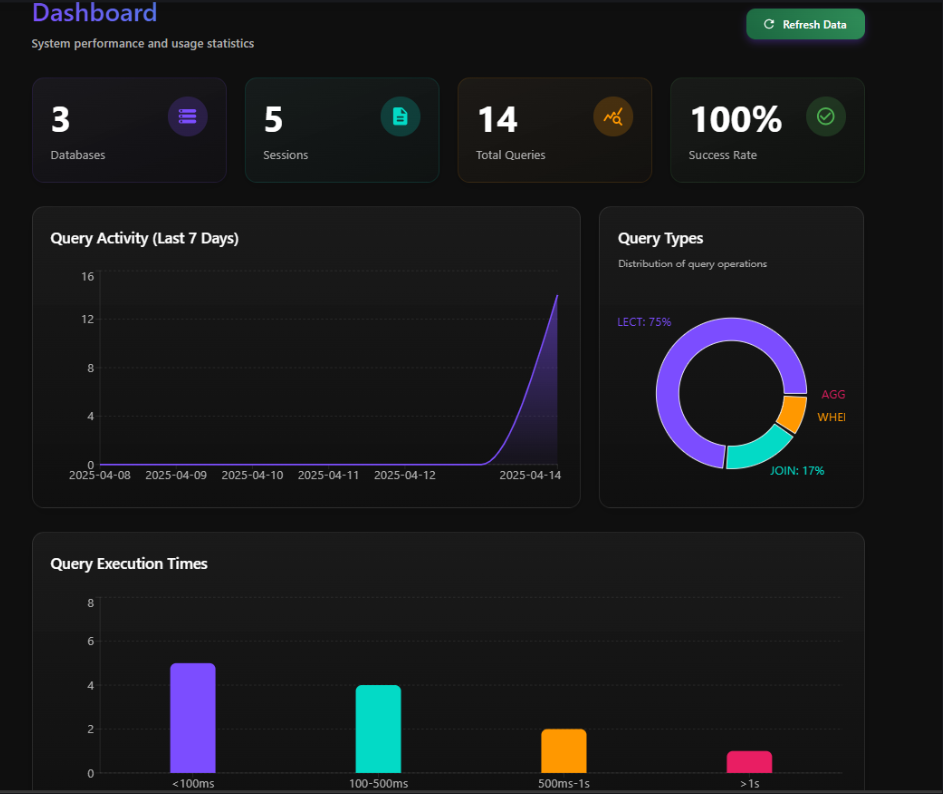 Dashboard
System performance and usage statistics
Refresh Data
3
Databases
5
Sessions
14
Total Queries
100%
Success Rate
Query Activity (Last 7 Days)
16
12
8
4
0
2025-04-08 2025-04-09 2025-04-10 2025-04-11 2025-04-12 2025-04-14
Query Types
Distribution of query operations
LECT: 75%
AGG
WHEI
JOIN: 17%
Query Execution Times
8
6
4
2
0
<100ms 100-500ms 500ms-1s >1s